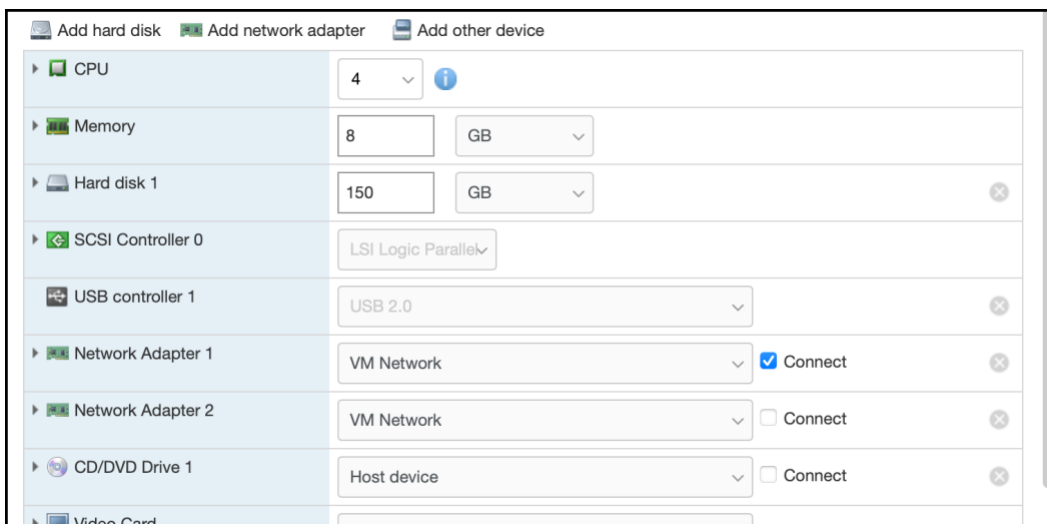 Add hard disk Add network adapter Add other device
CPU 4
Memory 8 GB
Hard disk 1 150 GB
SCSI Controller 0 LSI Logic Parallel
USB controller 1 USB 2.0
Network Adapter 1 VM Network Connect
Network Adapter 2 VM Network Connect
CD/DVD Drive 1 Host device Connect
Video Card